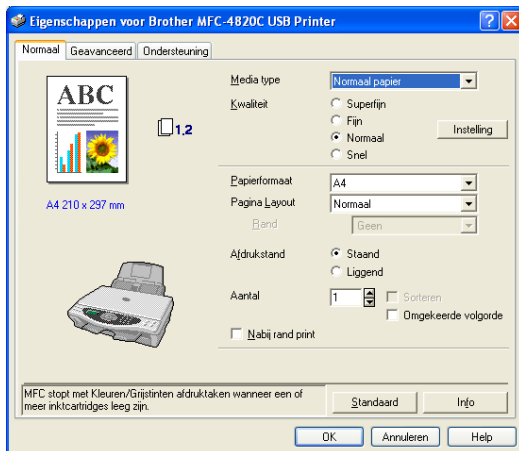 Eigenschappen voor Brother MFC-4820C USB Printer
Normaal Geavanceerd Ondersteuning
ABC
1,2
A4 210 x 297 mm
Media type Normaal papier
Kwaliteit Superfijn
Fijn
Normaal Instelling
Snel
Papierformaat A4
Pagina Layout Normaal
Band Geen
Afdrukstand Staand
Liggend
Aantal 1 Sorteren
Omgekeerde volgorde
Nabij rand print
MFC stopt met Kleuren/Grijstinten afdruktaken wanneer een of
meer inktcartridges leeg zijn.
Standaard Info
OK Annuleren Help